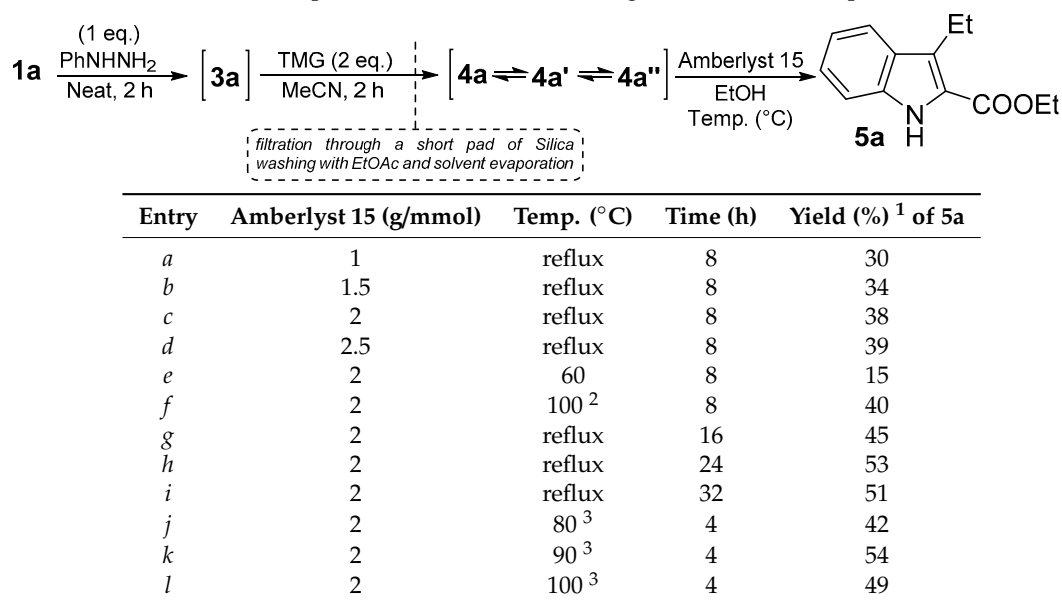 (1 eq.)
1a PhNHNH2 [3a] TMG (2 eq.) [4a ⇌ 4a' ⇌ 4a''] Amberlyst 15 Et
Neat, 2 h MeCN, 2 h EtOH COOEt
Temp. (°C) N
5a H
filtration through a short pad of Silica
washing with EtOAc and solvent evaporation
Entry Amberlyst 15 (g/mmol) Temp. (°C) Time (h) Yield (%) 1 of 5a
a 1 reflux 8 30
b 1.5 reflux 8 34
c 2 reflux 8 38
d 2.5 reflux 8 39
e 2 60 8 15
f 2 100 2 8 40
g 2 reflux 16 45
h 2 reflux 24 53
i 2 reflux 32 51
j 2 80 3 4 42
k 2 90 3 4 54
l 2 100 3 4 49